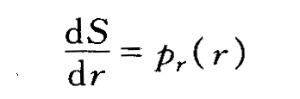 dS/dr = p_r(r)